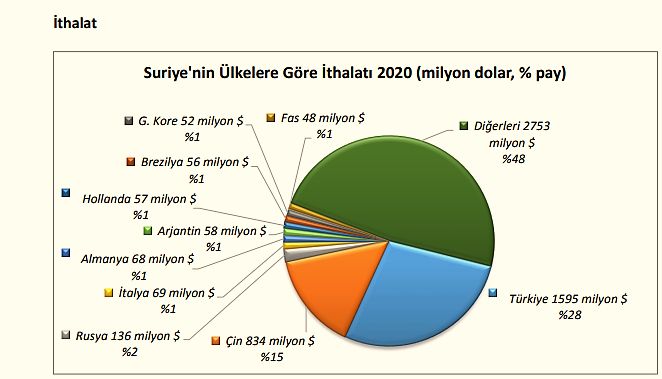 İthalat
Suriye'nin Ülkelere Göre İthalatı 2020 (milyon dolar, % pay)
G. Kore 52 milyon $
%1
Fas 48 milyon $
%1
Diğerleri 2753
milyon $
%48
Brezilya 56 milyon $
%1
Hollanda 57 milyon $
%1
Arjantin 58 milyon $
%1
Almanya 68 milyon $
%1
İtalya 69 milyon $
%1
Türkiye 1595 milyon $
%28
Rusya 136 milyon $
%2
Çin 834 milyon $
%15